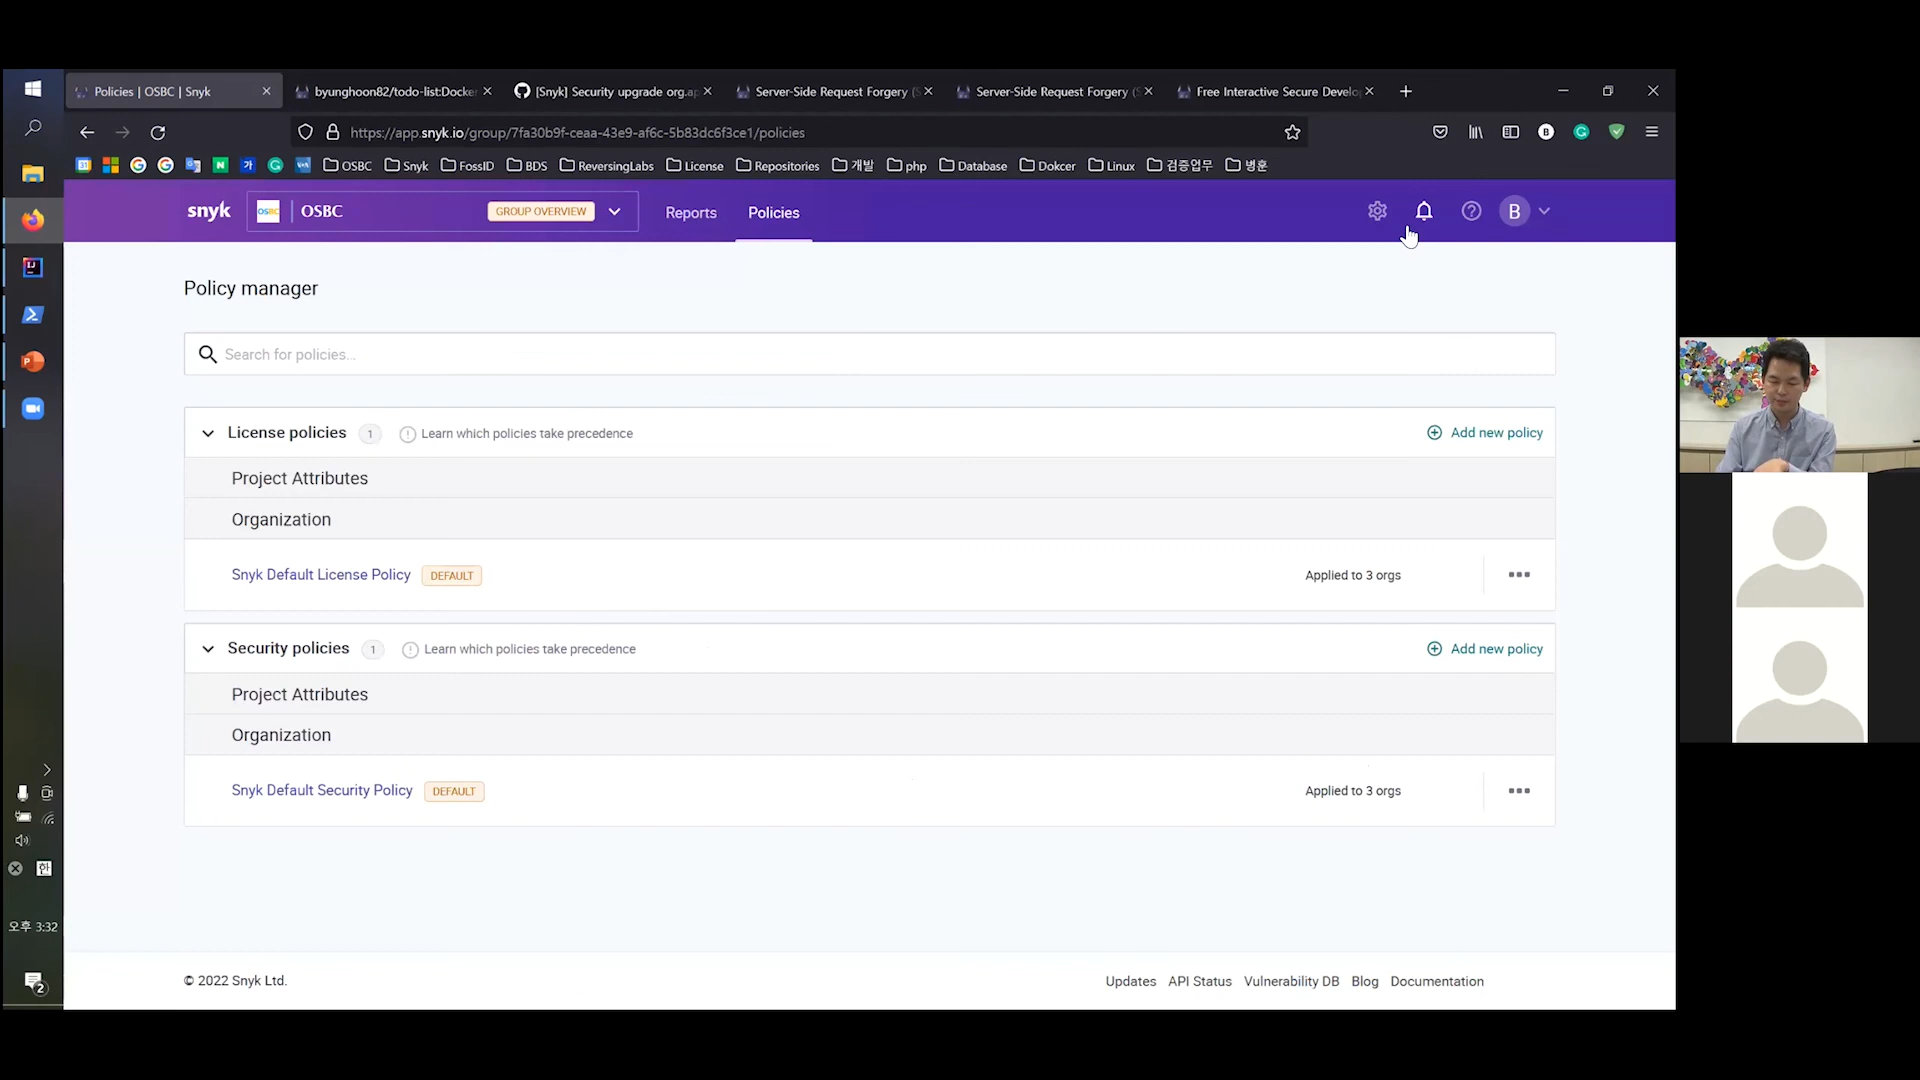 Policies | OSBC | Snyk
byunghoon82/todo-list:Docke
[Snyk] Security upgrade org.ap
Server-Side Request Forgery (S
Server-Side Request Forgery (S
Free Interactive Secure Develo
https://app.snyk.io/group/7fa30b9f-ceaa-43e9-af6c-5b83dc6f3ce1/policies
OSBC Snyk FossID BDS ReversingLabs License Repositories 개발 php Database Dokcer Linux 검증업무 병훈
snyk OSBC OSBC GROUP OVERVIEW Reports Policies B
Policy manager
Search for policies...
License policies 1 Learn which policies take precedence Add new policy
Project Attributes
Organization
Snyk Default License Policy DEFAULT Applied to 3 orgs
Security policies 1 Learn which policies take precedence Add new policy
Project Attributes
Organization
Snyk Default Security Policy DEFAULT Applied to 3 orgs
한
오후 3:32
2
© 2022 Snyk Ltd. Updates API Status Vulnerability DB Blog Documentation